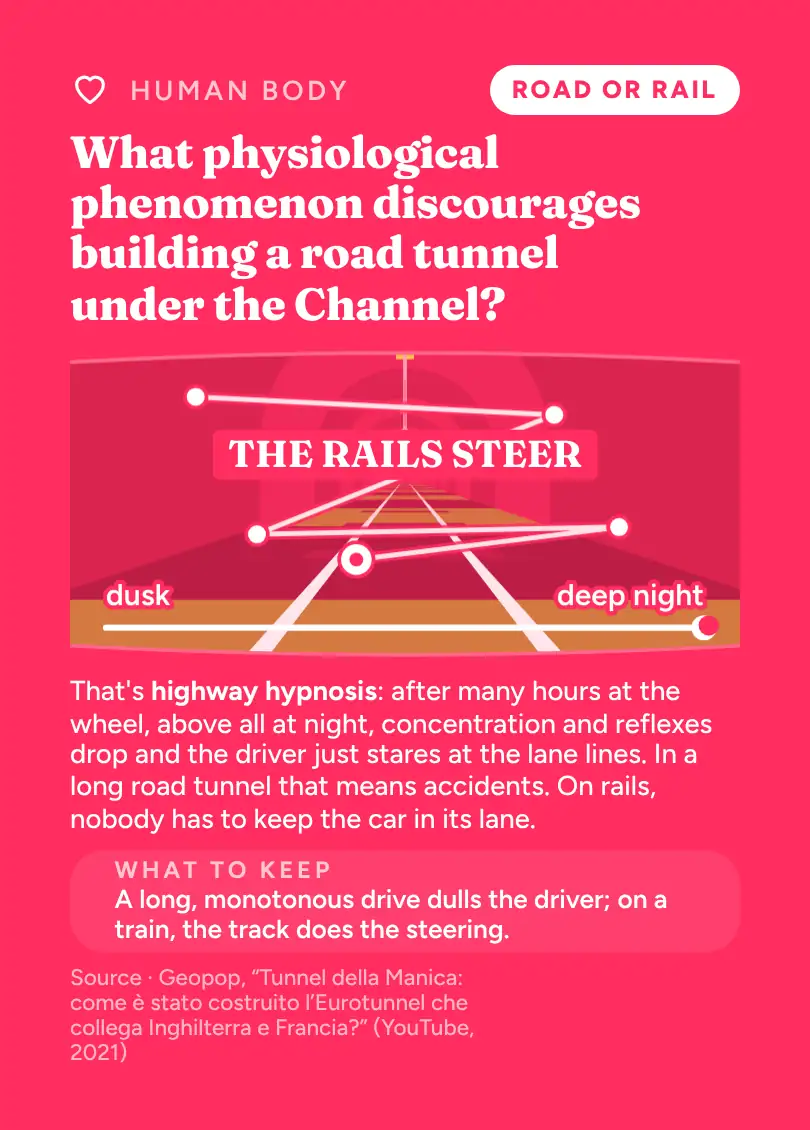 HUMAN BODY
ROAD OR RAIL
What physiological
phenomenon discourages
building a road tunnel
under the Channel?
THE RAILS STEER
dusk
deep night
That's highway hypnosis: after many hours at the
wheel, above all at night, concentration and reflexes
drop and the driver just stares at the lane lines. In a
long road tunnel that means accidents. On rails,
nobody has to keep the car in its lane.
WHAT TO KEEP
A long, monotonous drive dulls the driver; on a
train, the track does the steering.
Source · Geopop, “Tunnel della Manica:
come è stato costruito l’Eurotunnel che
collega Inghilterra e Francia?” (YouTube,
2021)